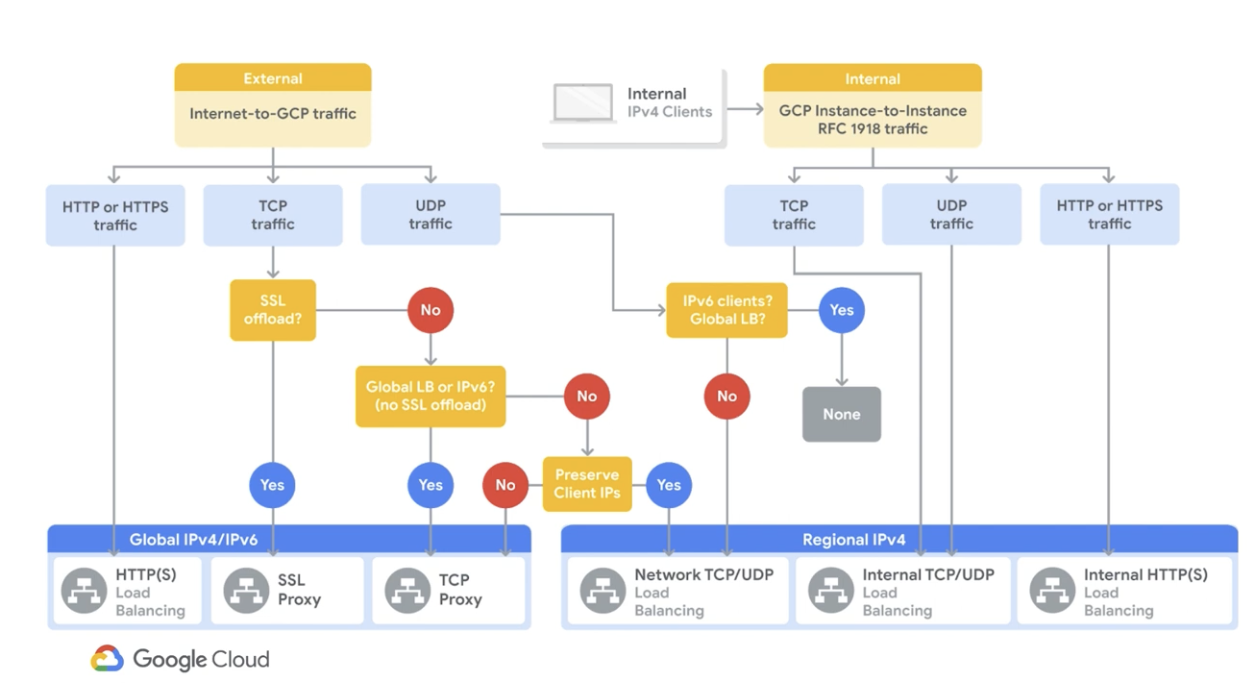 External
Internet-to-GCP traffic
Internal
IPv4 Clients
Internal
GCP Instance-to-Instance
RFC 1918 traffic
HTTP or HTTPS
traffic
TCP
traffic
UDP
traffic
TCP
traffic
UDP
traffic
HTTP or HTTPS
traffic
SSL
offload?
No
IPv6 clients?
Global LB?
Yes
Global LB or IPv6?
(no SSL offload)
No
No
None
Yes
Yes
No
Preserve
Client IPs
Yes
Global IPv4/IPv6
HTTP(S)
Load
Balancing
SSL
Proxy
TCP
Proxy
Regional IPv4
Network TCP/UDP
Load
Balancing
Internal TCP/UDP
Load
Balancing
Internal HTTP(S)
Load
Balancing
Google Cloud